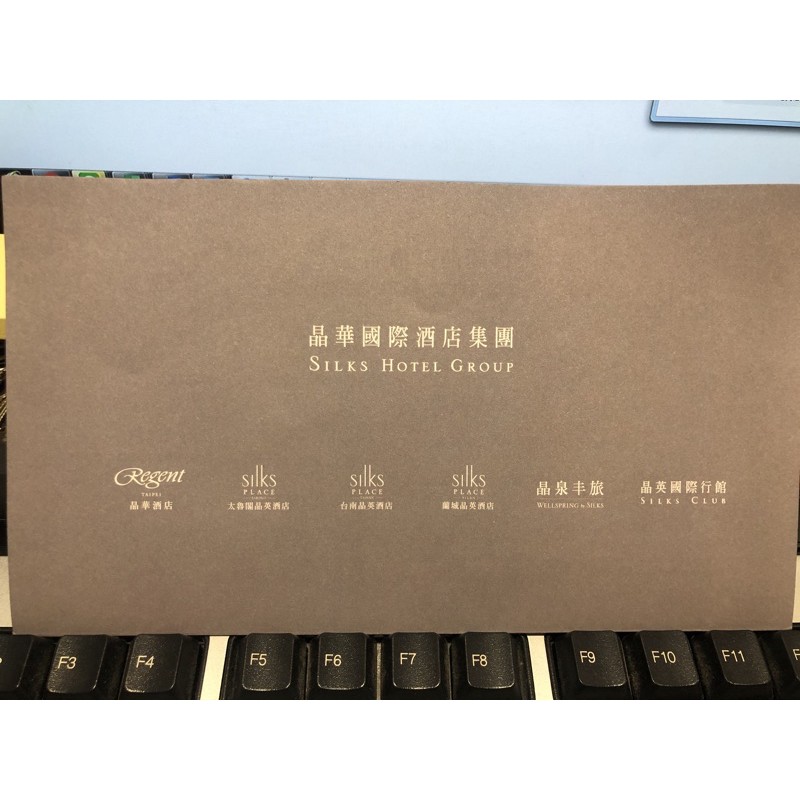 晶華國際酒店集團
SILKS HOTEL GROUP
Regent
TAIPEI
晶華酒店
silks
PLACE
太魯閣晶英酒店
silks
PLACE
台南晶英酒店
silks
PLACE
蘭城晶英酒店
晶泉丰旅
WELLSPRING by SILKS
晶英國際行館
SILKS CLUB
F3
F4
F5
F6
F7
F8
F9
F10
F11